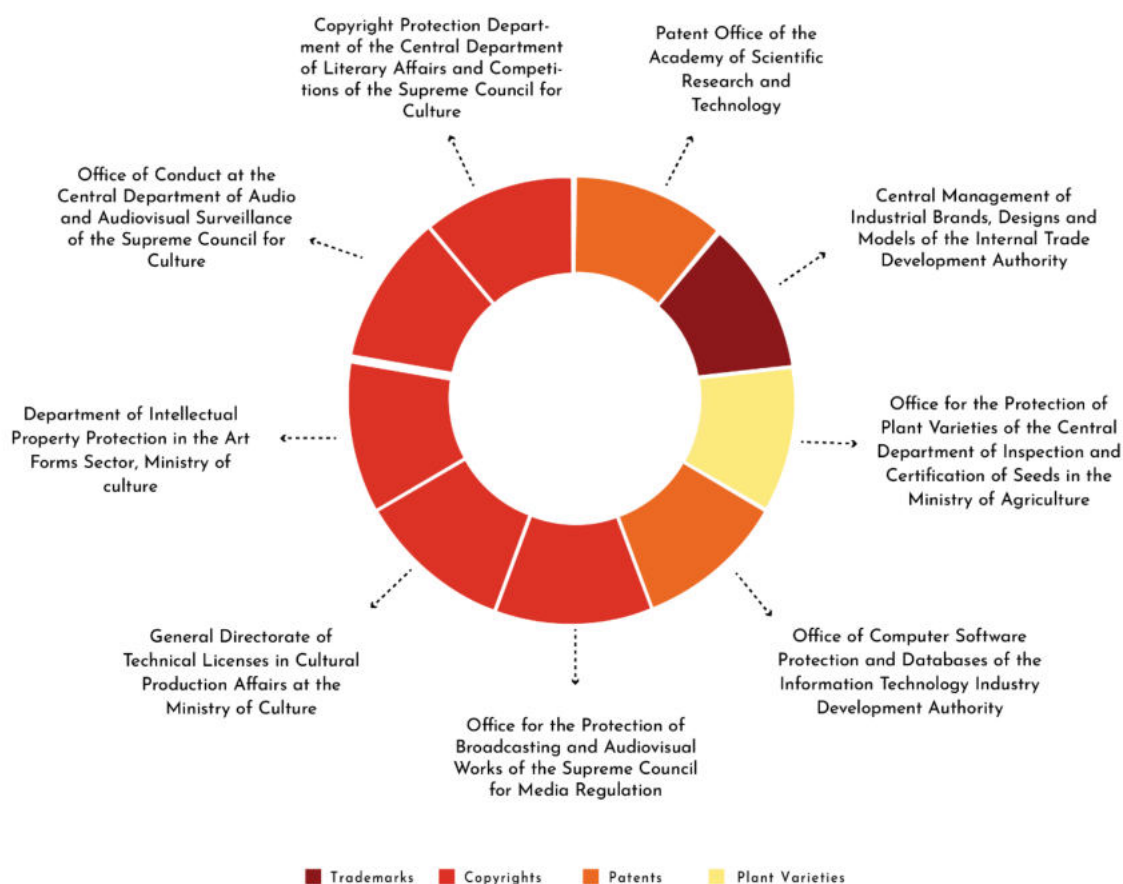 Copyright Protection Depart-
ment of the Central Department
of Literary Affairs and Competi-
tions of the Supreme Council for
Culture
Patent Office of the
Academy of Scientific
Research and
Technology
Office of Conduct at the
Central Department of Audio
and Audiovisual Surveillance
of the Supreme Council for
Culture
Central Management of
Industrial Brands, Designs and
Models of the Internal Trade
Development Authority
Department of Intellectual
Property Protection in the Art
Forms Sector, Ministry of
culture
Office for the Protection of
Plant Varieties of the Central
Department of Inspection and
Certification of Seeds in the
Ministry of Agriculture
General Directorate of
Technical Licenses in Cultural
Production Affairs at the
Ministry of Culture
Office of Computer Software
Protection and Databases of the
Information Technology Industry
Development Authority
Office for the Protection of
Broadcasting and Audiovisual
Works of the Supreme Council
for Media Regulation
Trademarks Copyrights Patents Plant Varieties